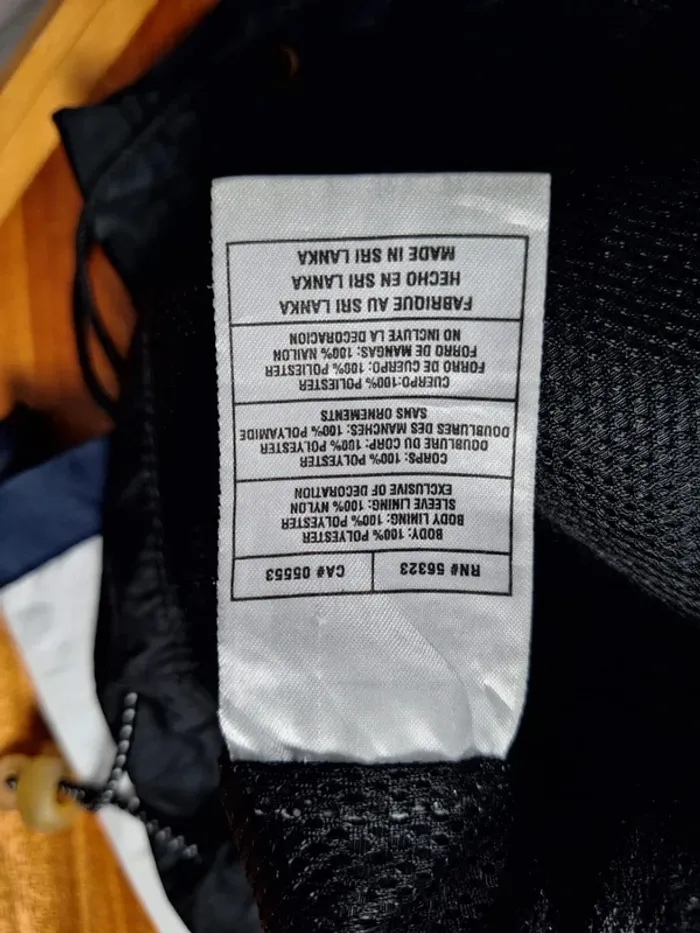 RN# 56323 CA# 05553
BODY: 100% POLYESTER
BODY LINING: 100% POLYESTER
SLEEVE LINING: 100% NYLON
EXCLUSIVE OF DECORATION
CORPS: 100% POLYESTER
DOUBLURE DU CORP: 100% POLYESTER
DOUBLURES DES MANCHES: 100% POLYAMIDE
SANS ORNEMENTS
CUERPO:100% POLIESTER
FORRO DE CUERPO: 100% POLIESTER
FORRO DE MANGAS: 100% NAILON
NO INCLUYE LA DECORACION
FABRIQUE AU SRI LANKA
HECHO EN SRI LANKA
MADE IN SRI LANKA